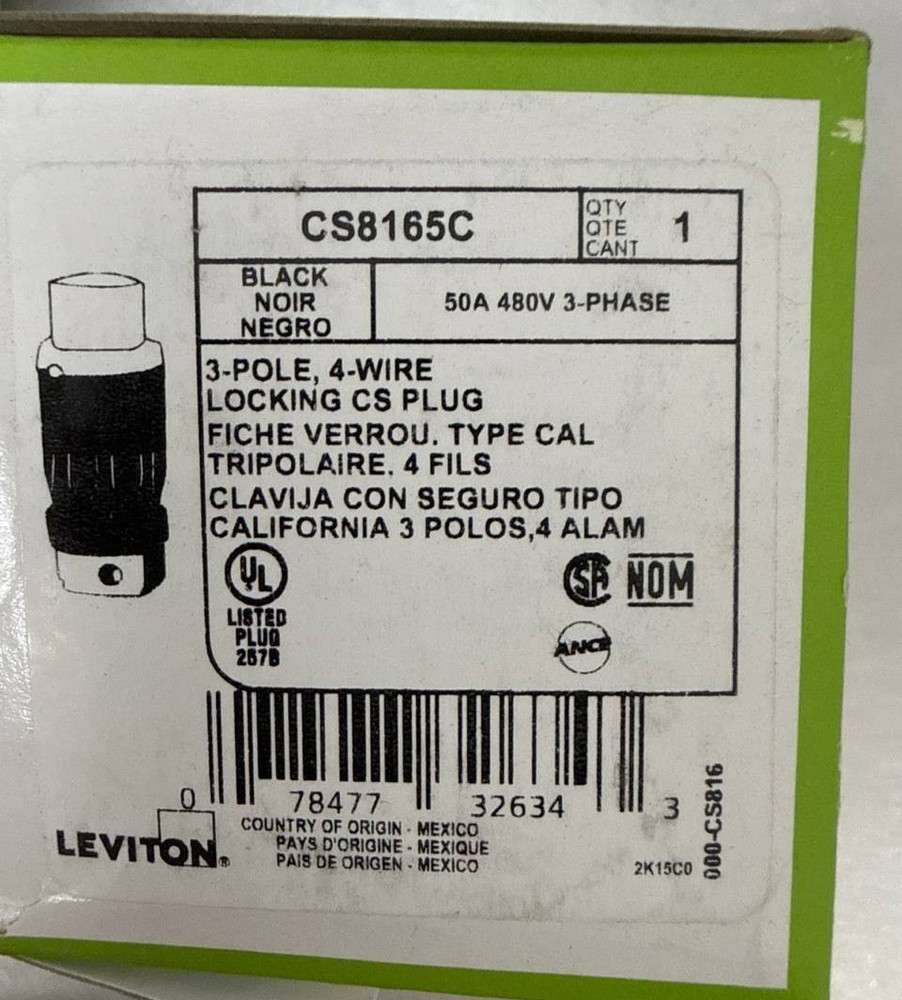 CS8165C
QTY
QTE
CANT
1
BLACK
NOIR
NEGRO
50A 480V 3-PHASE
3-POLE, 4-WIRE
LOCKING CS PLUG
FICHE VERROU. TYPE CAL
TRIPOLAIRE. 4 FILS
CLAVIJA CON SEGURO TIPO
CALIFORNIA 3 POLOS,4 ALAM
UL
LISTED
PLUG
267B
SA NOM
ANCE
0 78477 32634 3
COUNTRY OF ORIGIN - MEXICO
PAYS D'ORIGINE - MEXIQUE
PAIS DE ORIGEN - MEXICO
LEVITON®
2K15C0
000-CS816